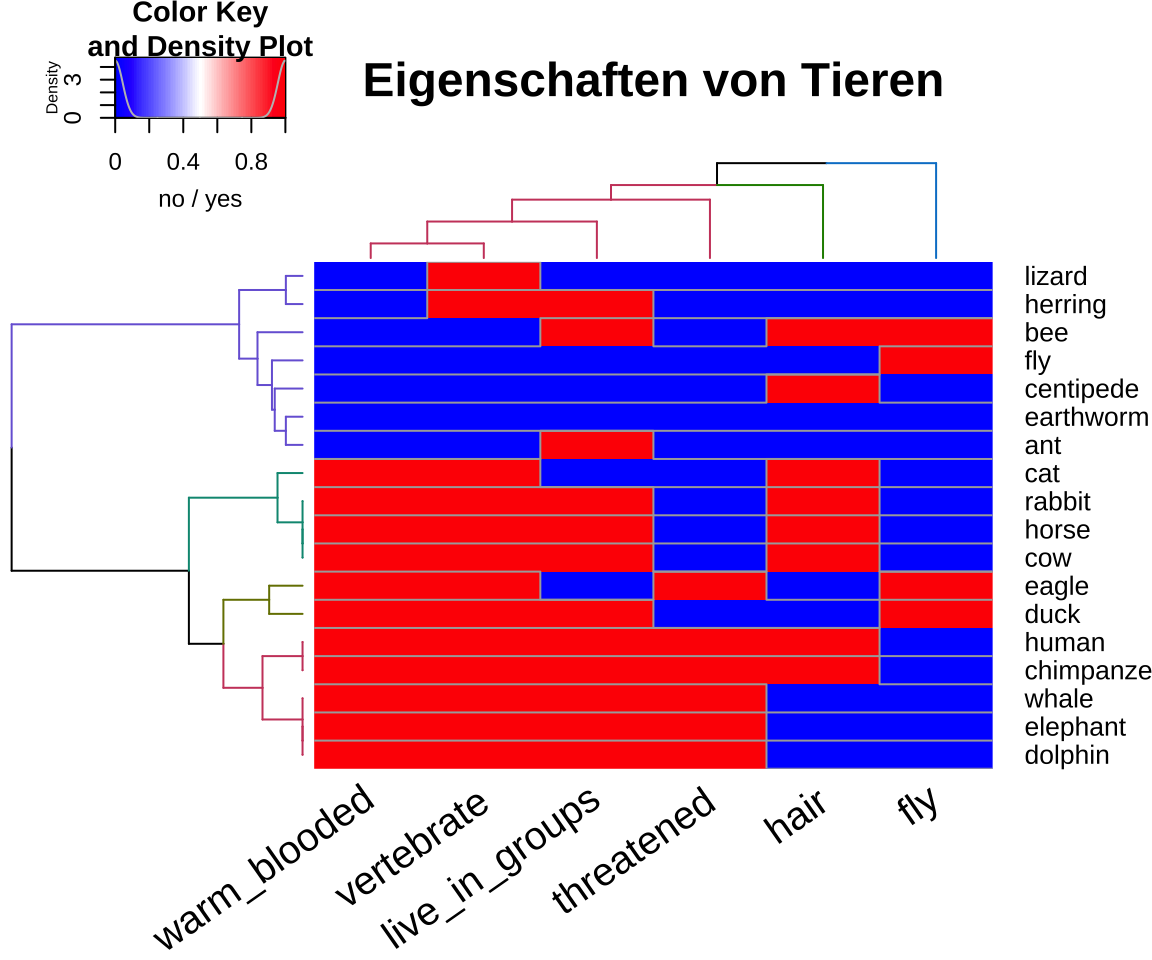 Color Key
and Density Plot
Density
0 3
0 0.4 0.8
no / yes
Eigenschaften von Tieren
lizard
herring
bee
fly
centipede
earthworm
ant
cat
rabbit
horse
cow
eagle
duck
human
chimpanze
whale
elephant
dolphin
warm_blooded
vertebrate
live_in_groups
threatened
hair
fly